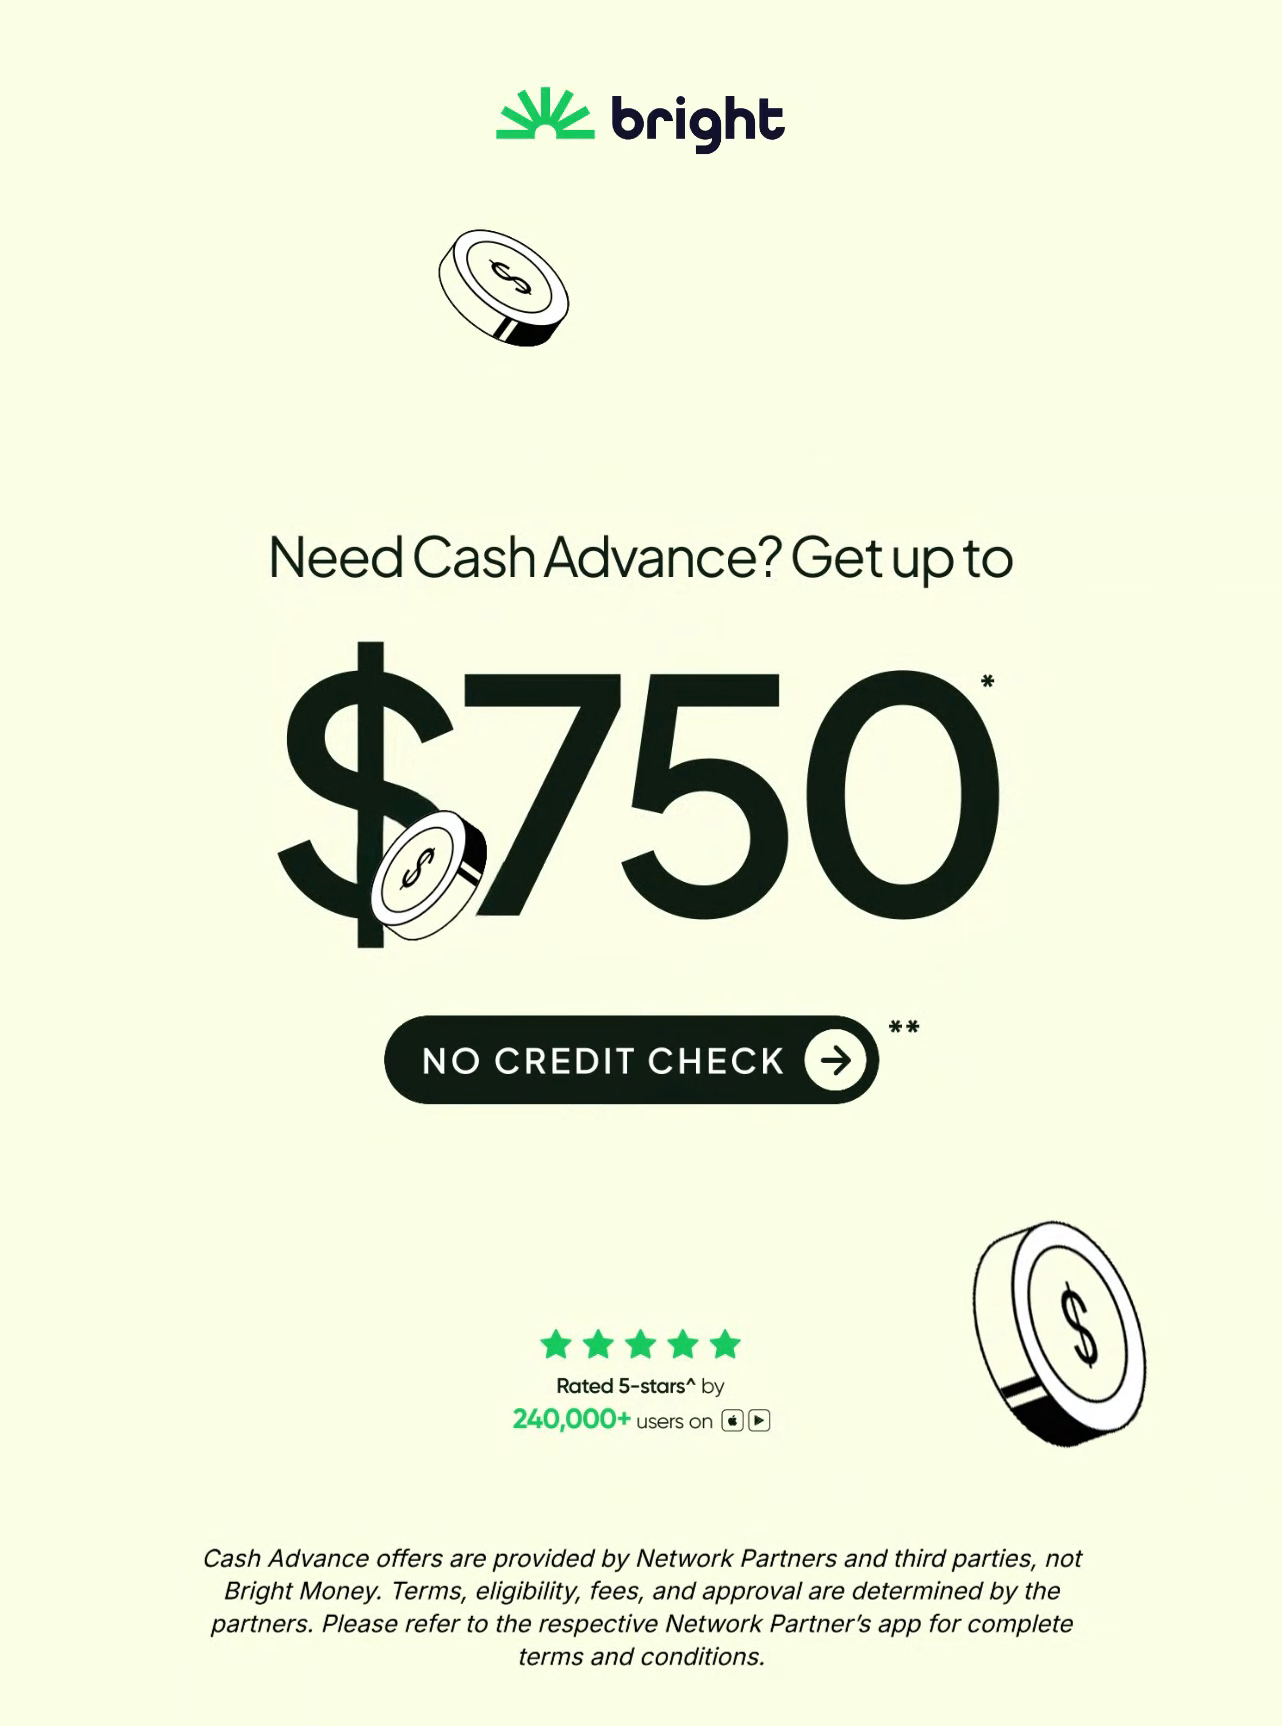 bright
Need Cash Advance? Get up to
$750*
NO CREDIT CHECK**
Rated 5-stars^ by
240,000+ users on
Cash Advance offers are provided by Network Partners and third parties, not
Bright Money. Terms, eligibility, fees, and approval are determined by the
partners. Please refer to the respective Network Partner’s app for complete
terms and conditions.